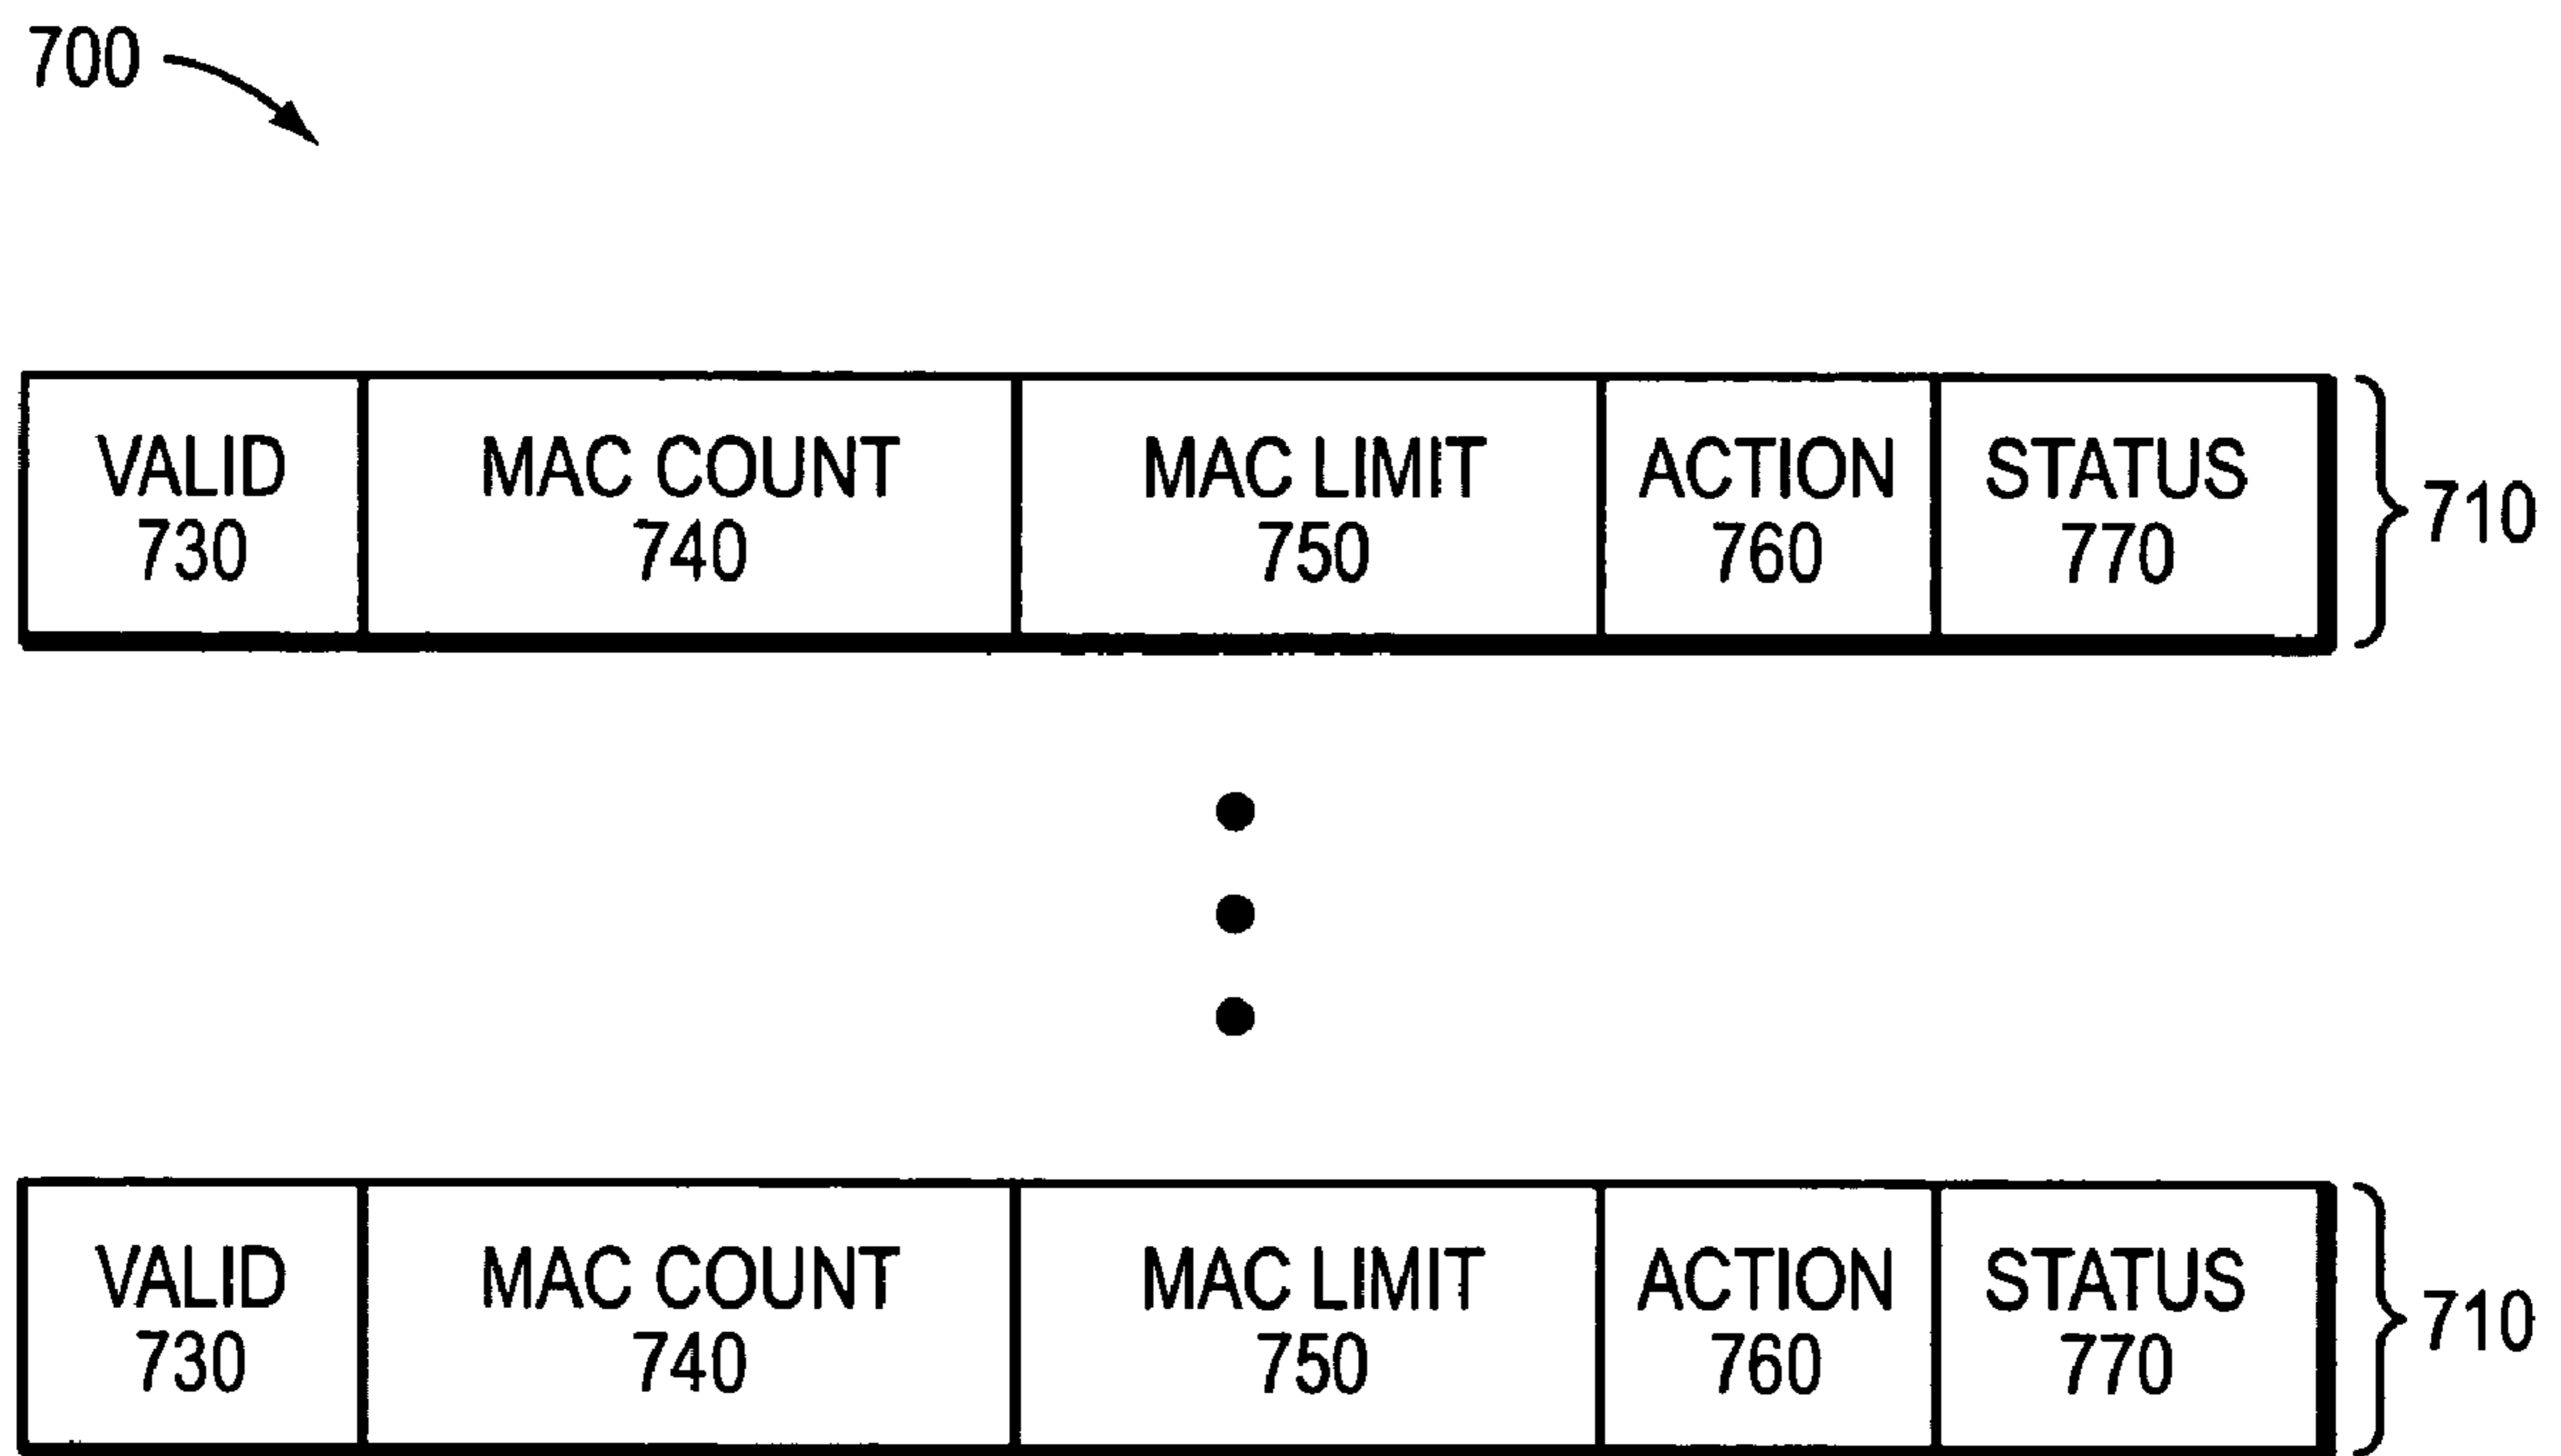 700
VALID MAC COUNT MAC LIMIT ACTION STATUS
730 740 750 760 770
710
VALID MAC COUNT MAC LIMIT ACTION STATUS
730 740 750 760 770
710